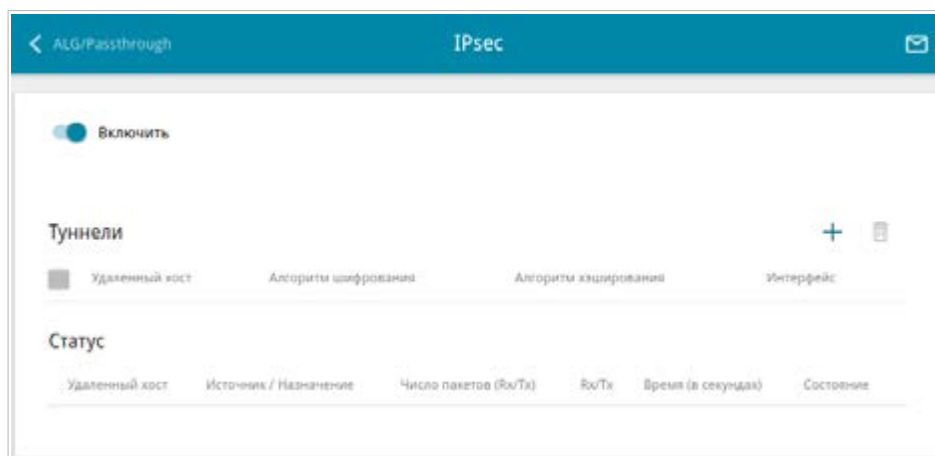 ALG/Passthrough
IPsec
Включить
Туннели
Удаленный хост Алгоритм шифрования Алгоритм хэширования Интерфейс
Статус
Удаленный хост Источник / Назначение Число пакетов (Rx/Tx) Rx/Tx Время (в секундах) Состояние